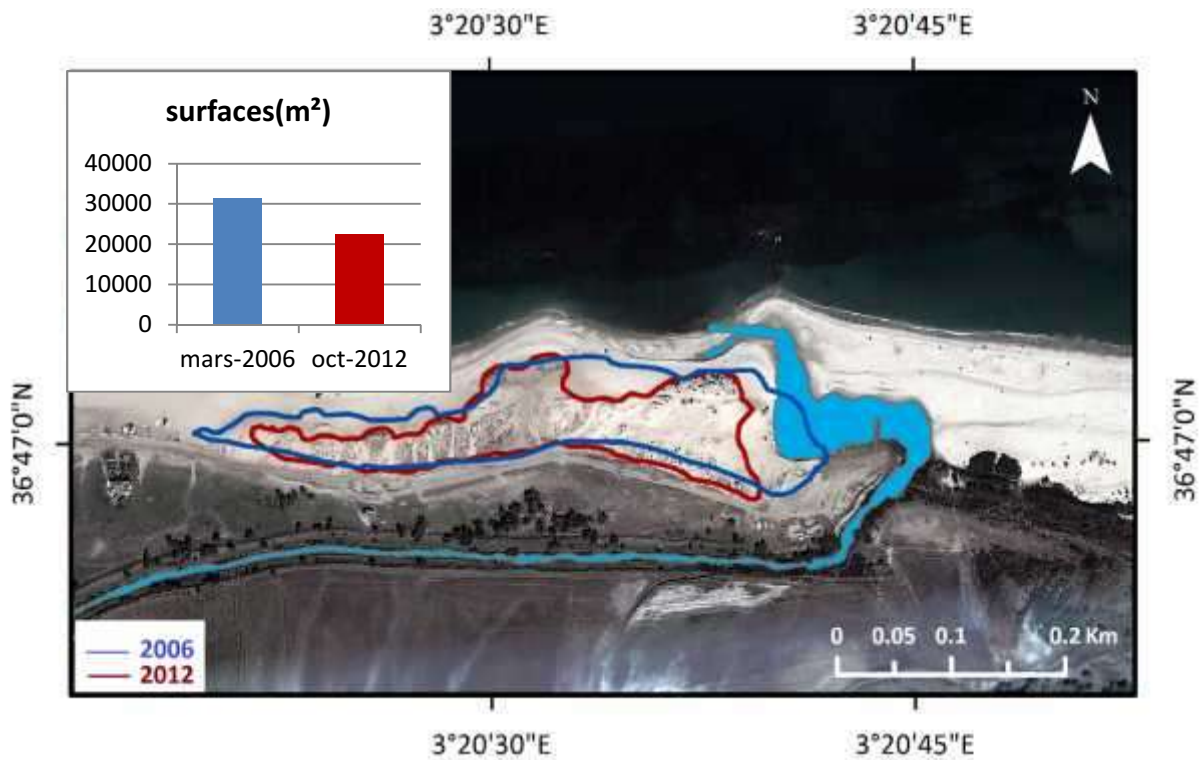 3°20'30"E 3°20'45"E
N
surfaces(m²)
40000
30000
20000
10000
0
mars-2006 oct-2012
36°47'0"N
36°47'0"N
2006
2012
0 0.05 0.1 0.2 Km
3°20'30"E 3°20'45"E